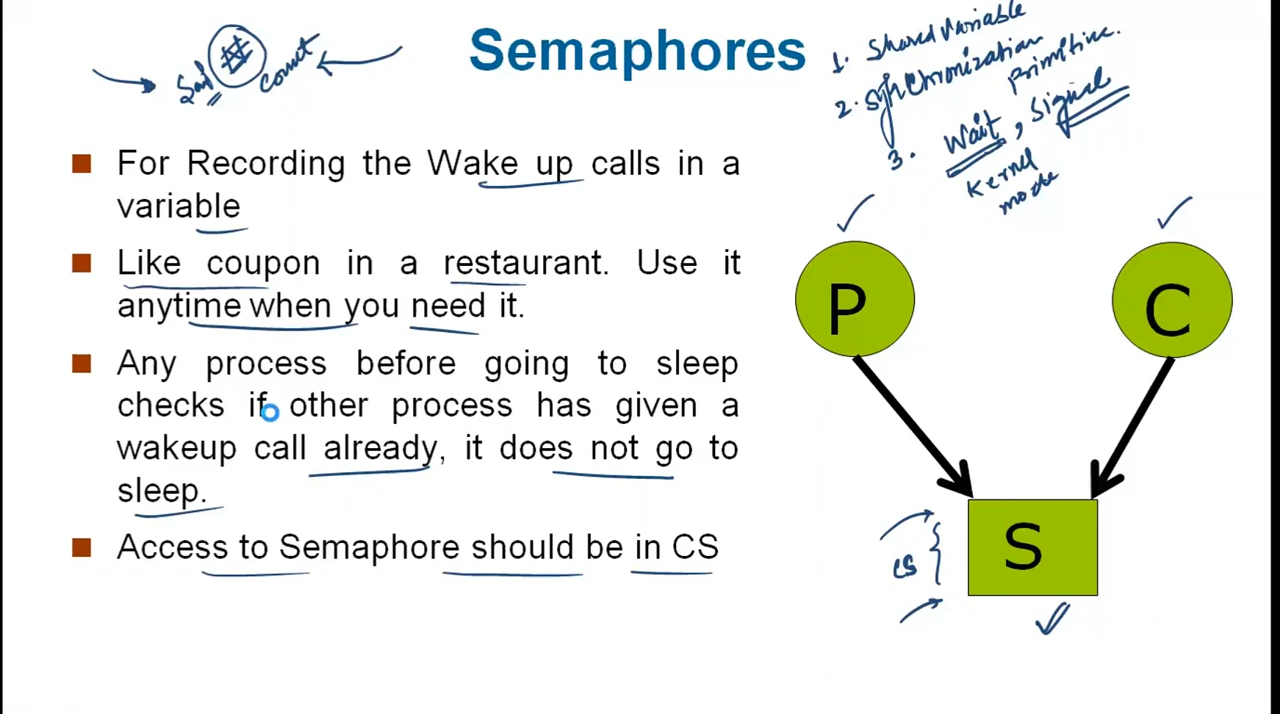 Semaphores
count
1. Shared Variable
2. Synchronization
Primitive.
3. Wait, Signal
Kernel
mode
For Recording the Wake up calls in a
variable
Like coupon in a restaurant. Use it
anytime when you need it.
Any process before going to sleep
checks if other process has given a
wakeup call already, it does not go to
sleep.
Access to Semaphore should be in CS
P
C
S
CS